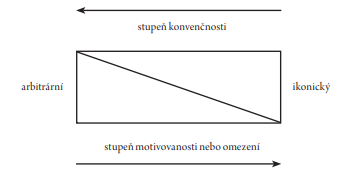 stupeň konvenčnosti
arbitrární
ikonický
stupeň motivovanosti nebo omezení